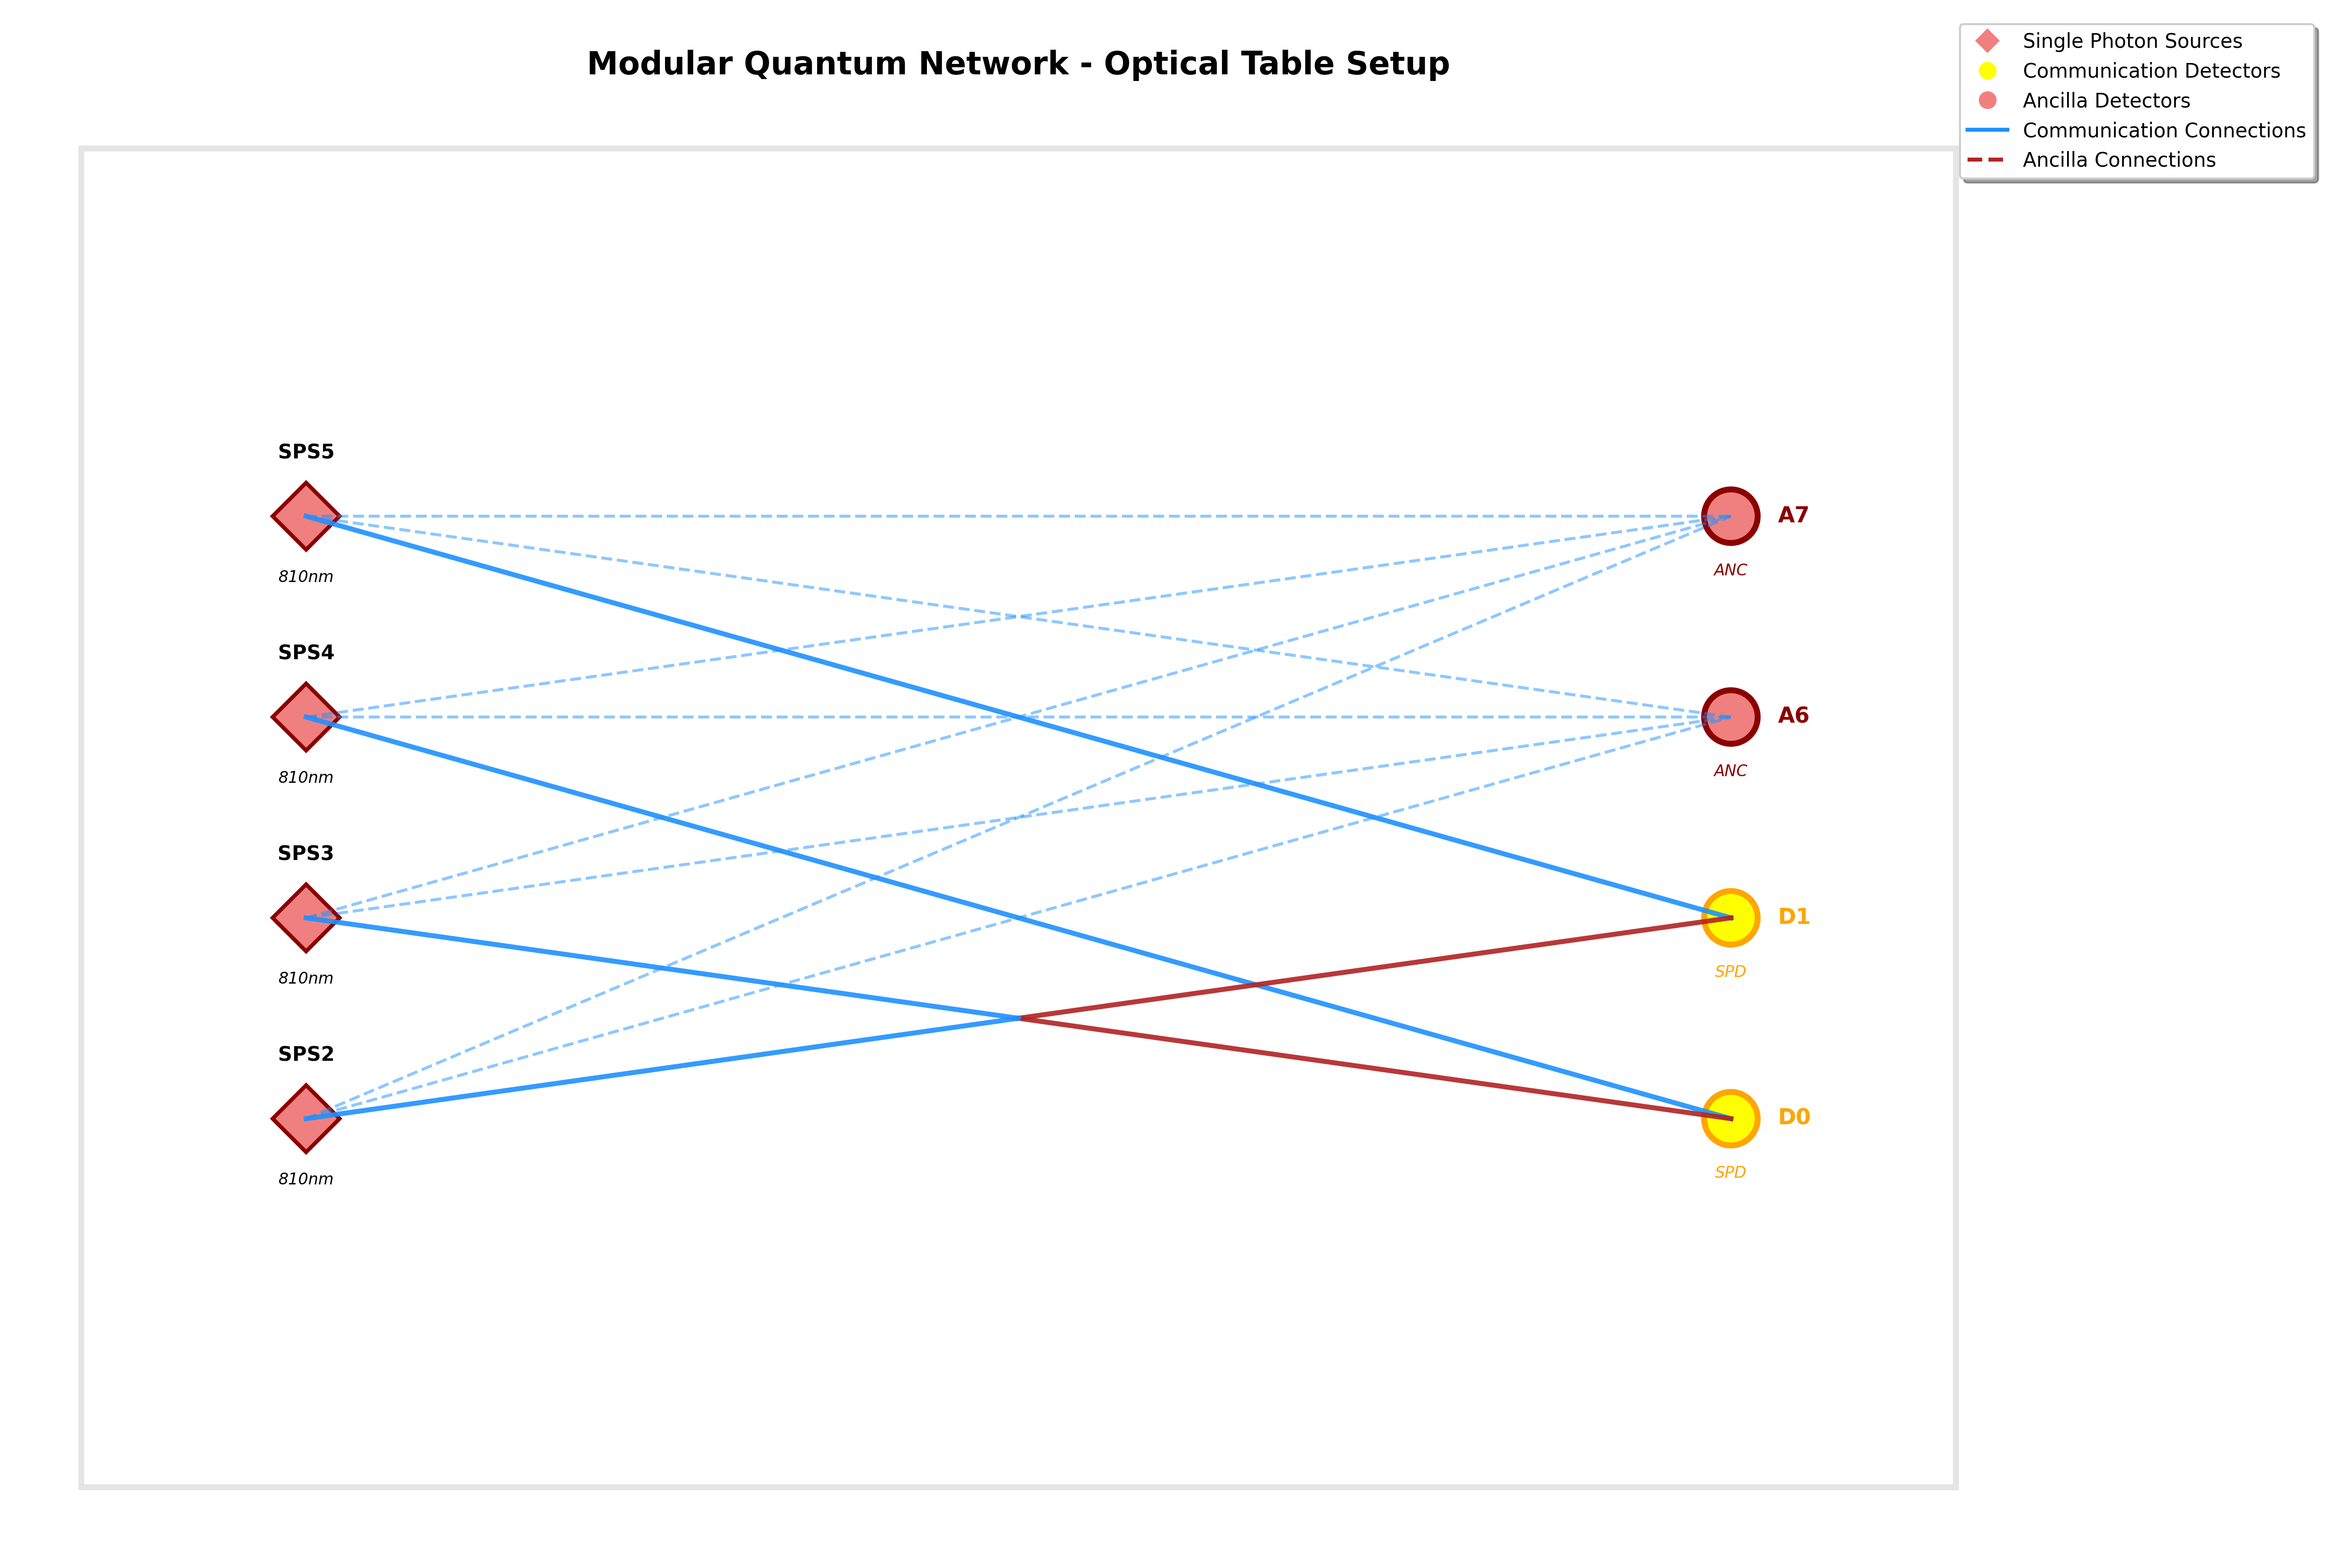 Modular Quantum Network - Optical Table Setup
Single Photon Sources
Communication Detectors
Ancilla Detectors
Communication Connections
Ancilla Connections
SPS5
810nm
A7
ANC
SPS4
810nm
A6
ANC
SPS3
810nm
D1
SPD
SPS2
810nm
D0
SPD